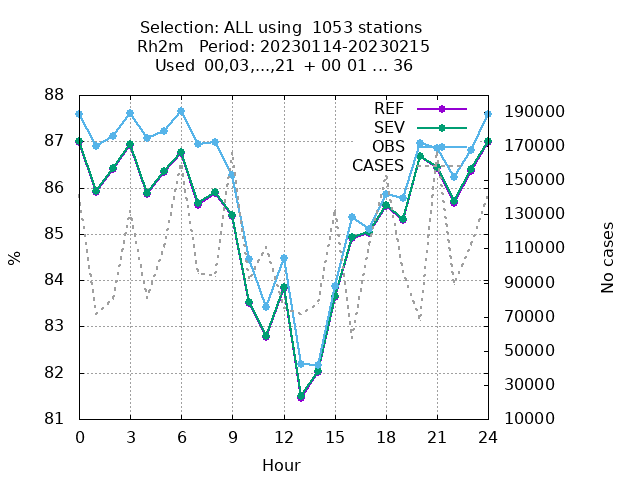 Selection: ALL using  1053 stations
Rh2m   Period: 20230114-20230215
Used  00,03,...,21  + 00 01 ... 36
REF
SEV
OBS
CASES
88
87
86
85
84
83
82
81
%
190000
170000
150000
130000
110000
90000
70000
50000
30000
10000
No cases
0 3 6 9 12 15 18 21 24
Hour